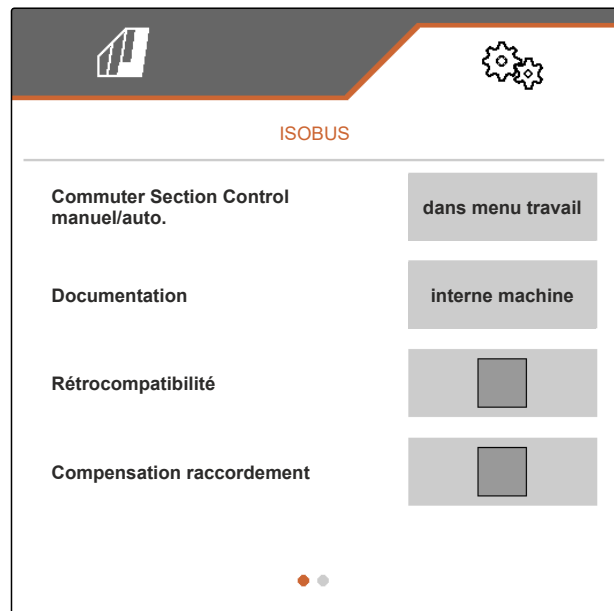 ISOBUS
Commuter Section Control
manuel/auto.
dans menu travail
Documentation
interne machine
Rétrocompatibilité
Compensation raccordement